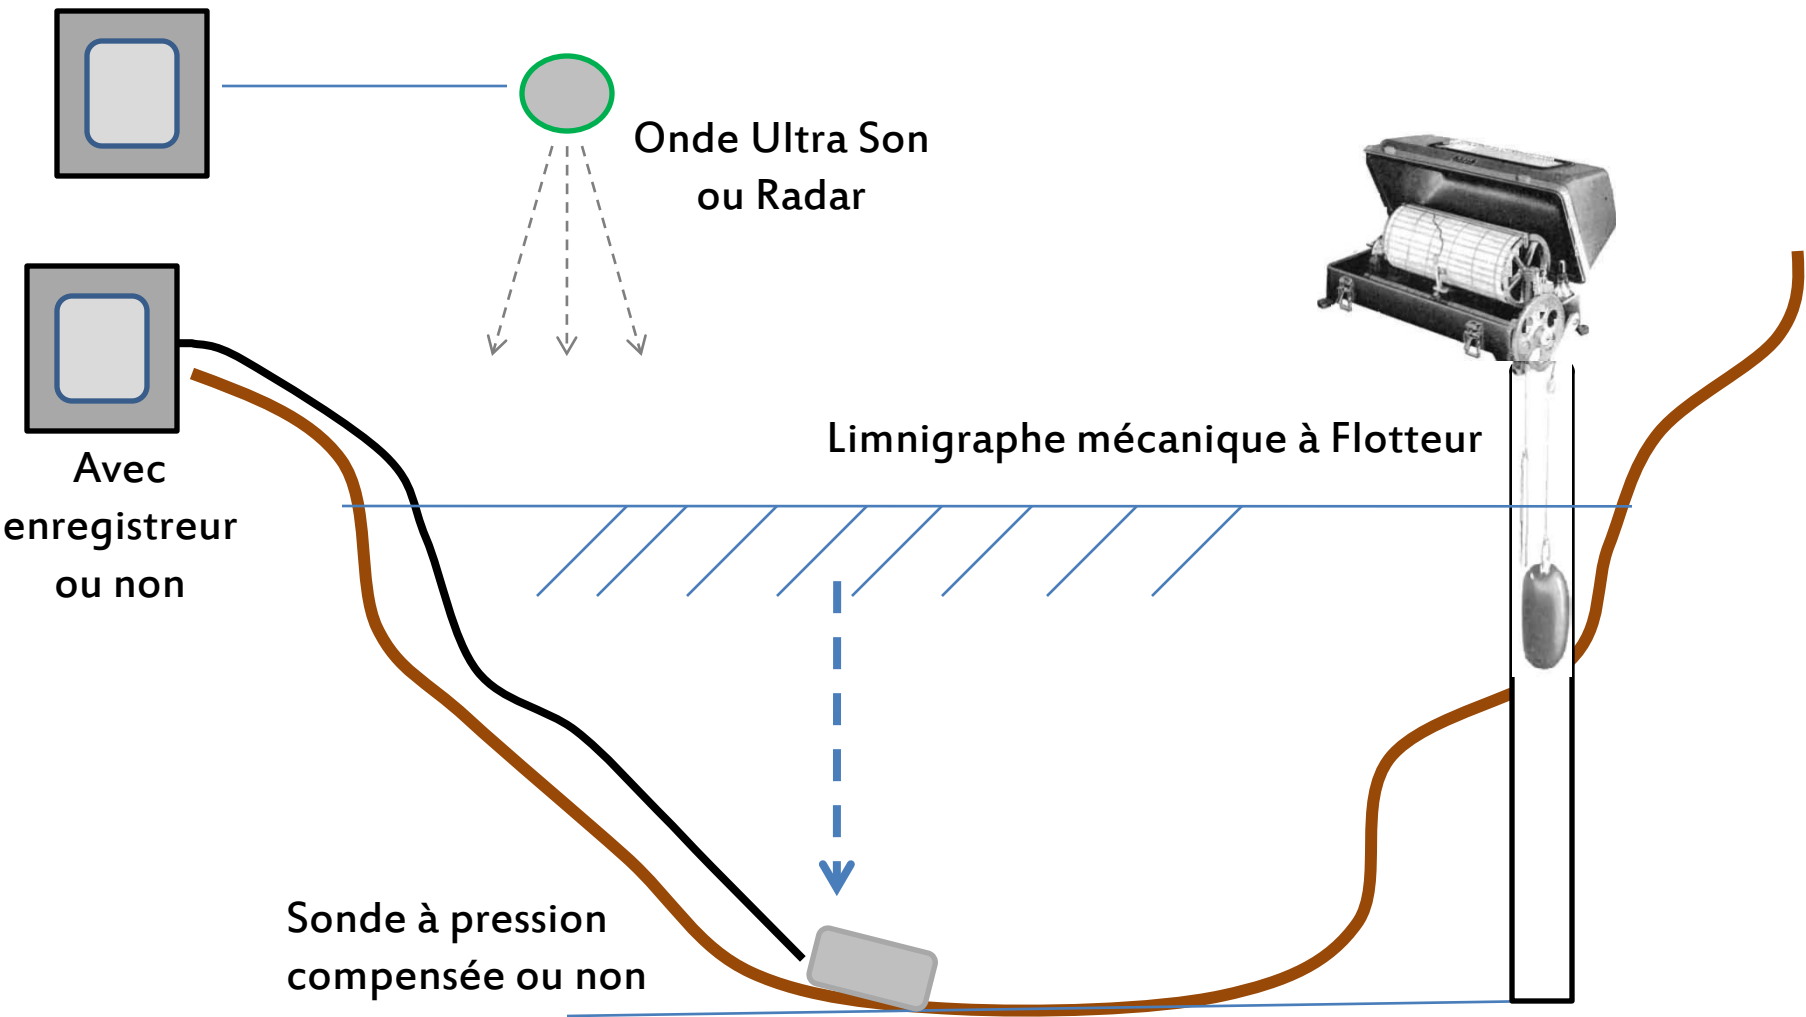 Onde Ultra Son
ou Radar
Limnigraphe mécanique à Flotteur
Avec
enregistreur
ou non
Sonde à pression
compensée ou non